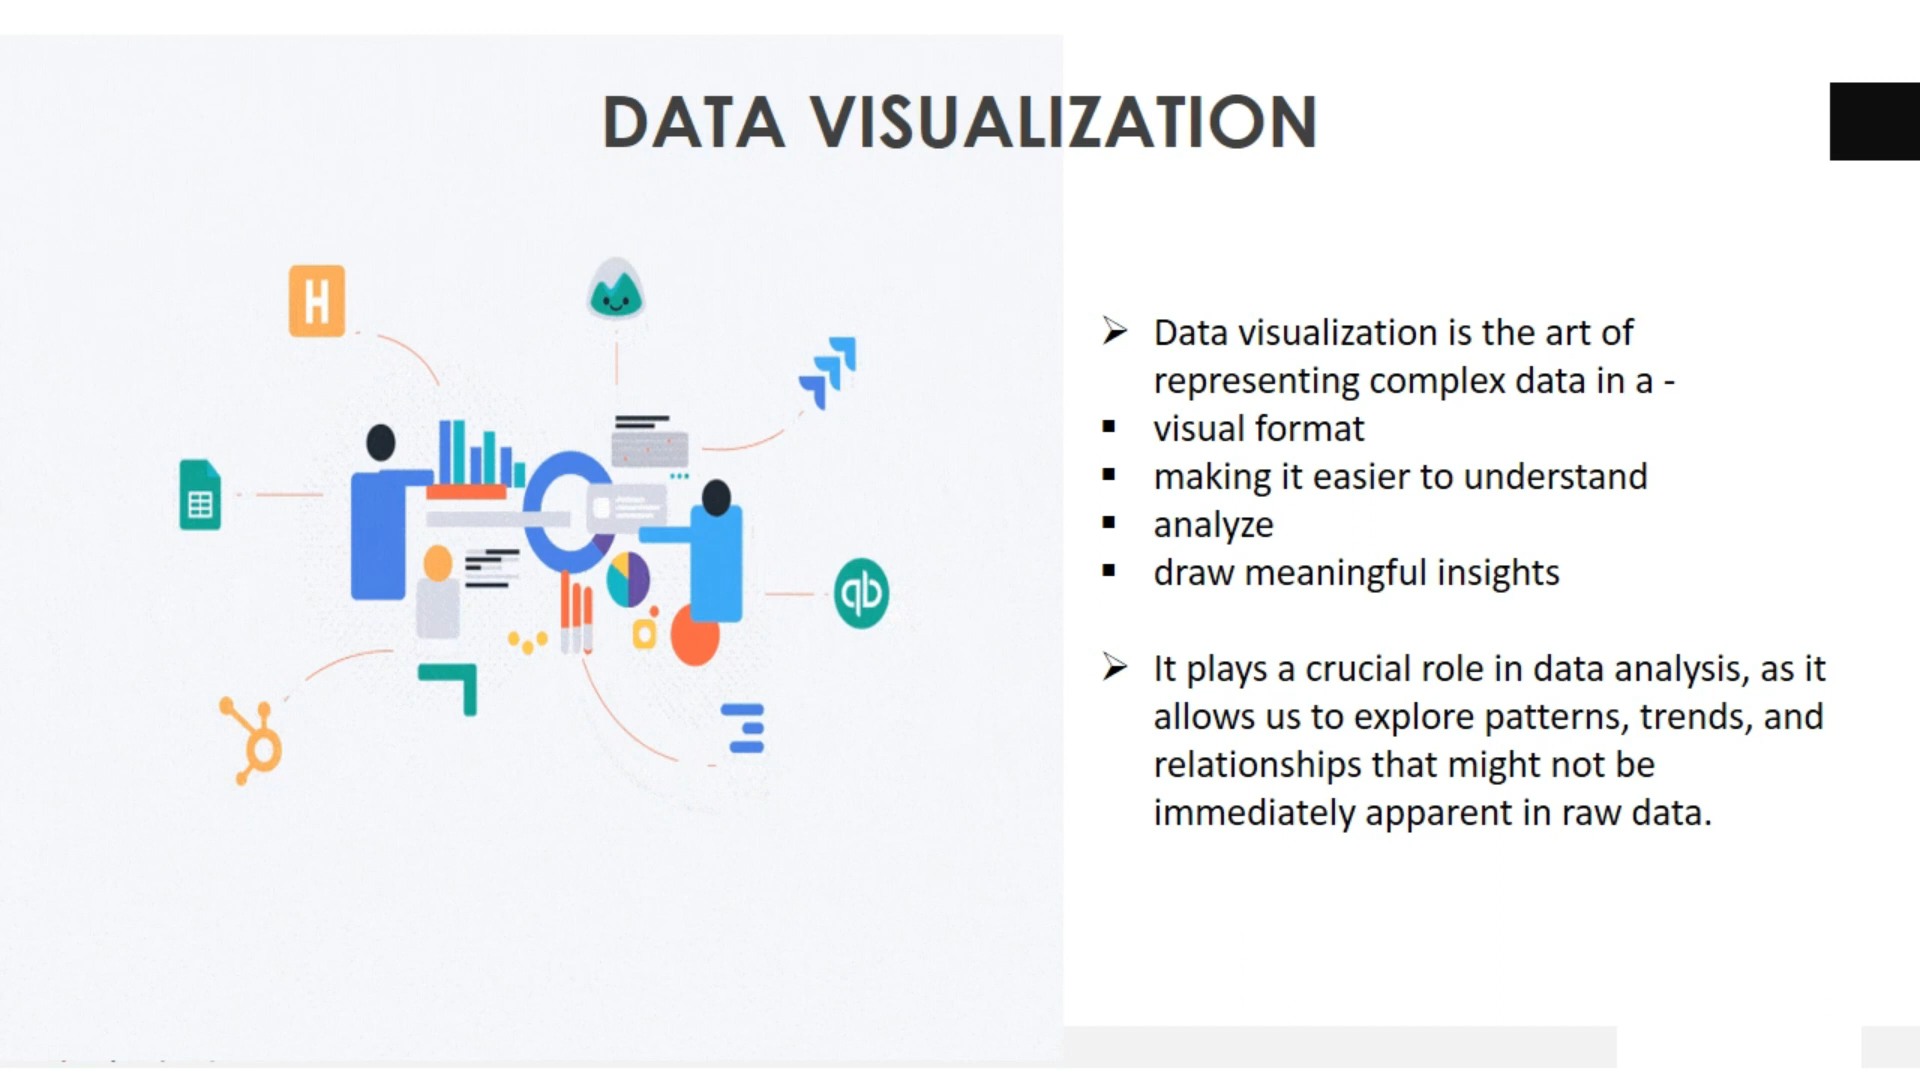 DATA VISUALIZATION
H
➢ Data visualization is the art of
representing complex data in a -
▪ visual format
▪ making it easier to understand
▪ analyze
▪ draw meaningful insights
qb
➢ It plays a crucial role in data analysis, as it
allows us to explore patterns, trends, and
relationships that might not be
immediately apparent in raw data.